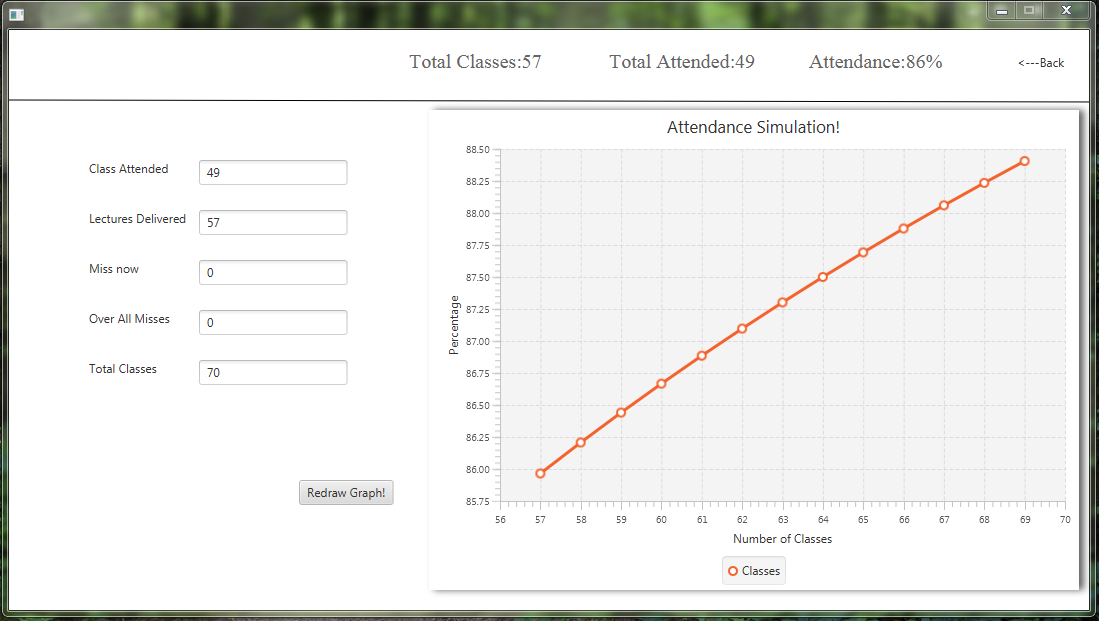 Total Classes:57 Total Attended:49 Attendance:86% <---Back
Class Attended 49
Lectures Delivered 57
Miss now 0
Over All Misses 0
Total Classes 70
Redraw Graph!
Attendance Simulation!
88.50
88.25
88.00
87.75
87.50
87.25
87.00
86.75
86.50
86.25
86.00
85.75
Percentage
56 57 58 59 60 61 62 63 64 65 66 67 68 69 70
Number of Classes
Classes